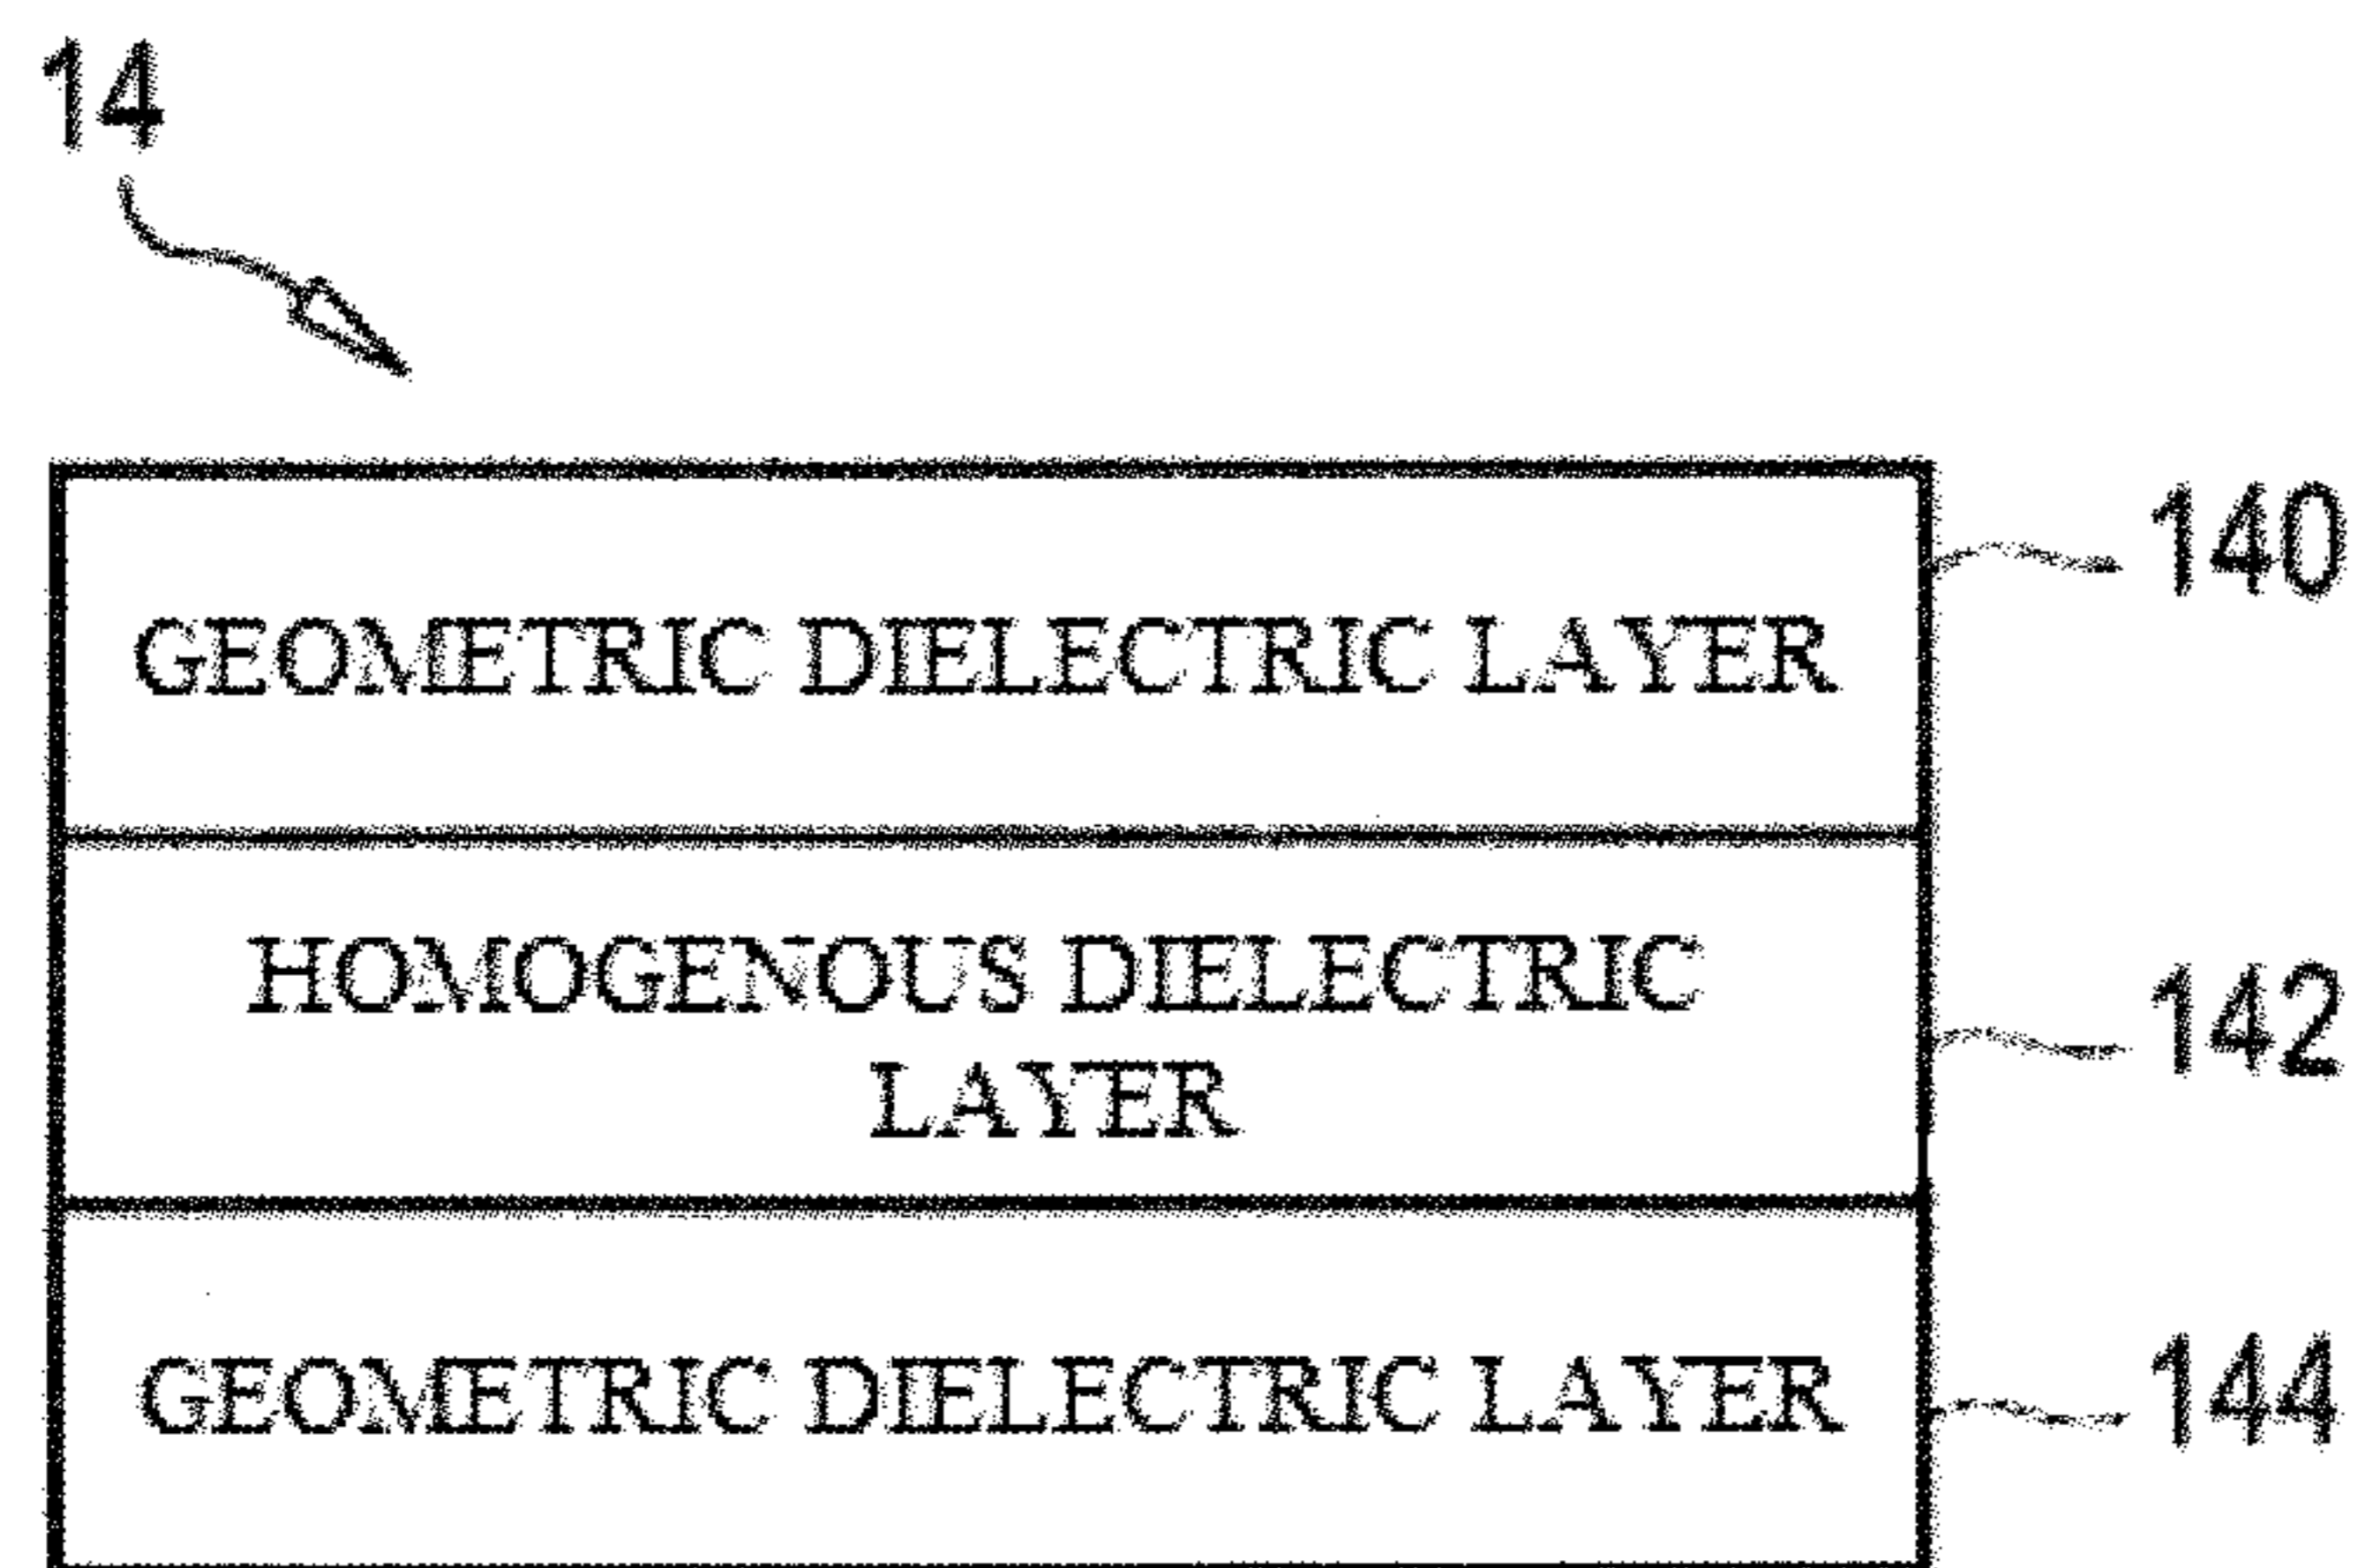 14
GEOMETRIC DIELECTRIC LAYER
140
HOMOGENOUS DIELECTRIC
LAYER
142
GEOMETRIC DIELECTRIC LAYER
144